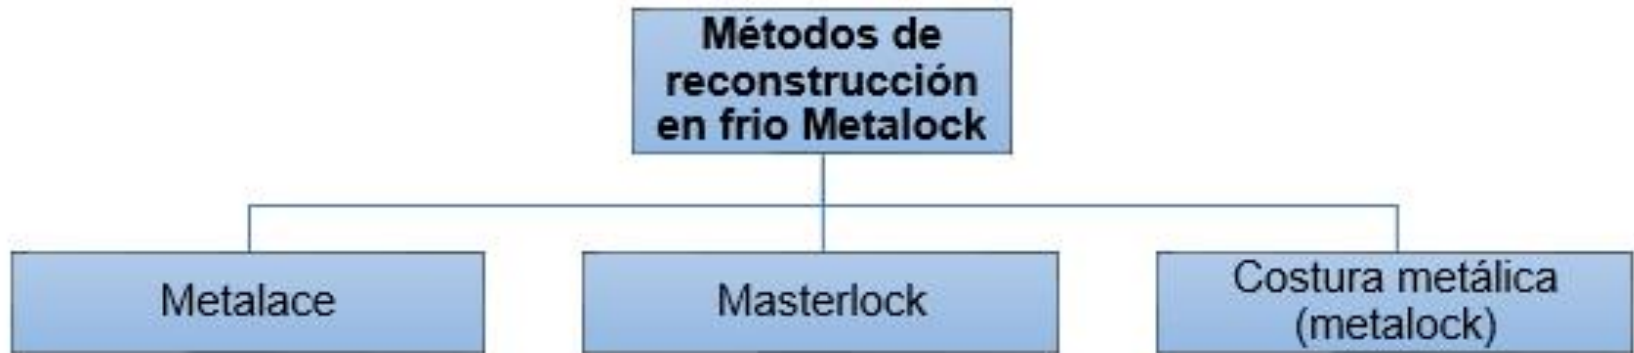 Métodos de
reconstrucción
en frio Metalock
Metalace
Masterlock
Costura metálica
(metalock)